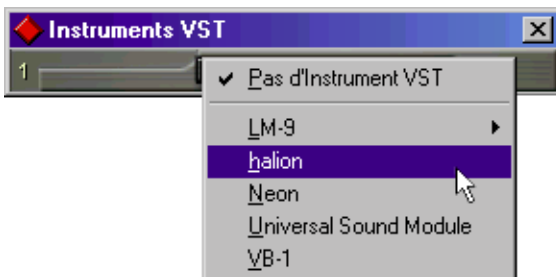 Instruments VST
1
Pas d'Instrument VST
LM-9
halion
Neon
Universal Sound Module
VB-1